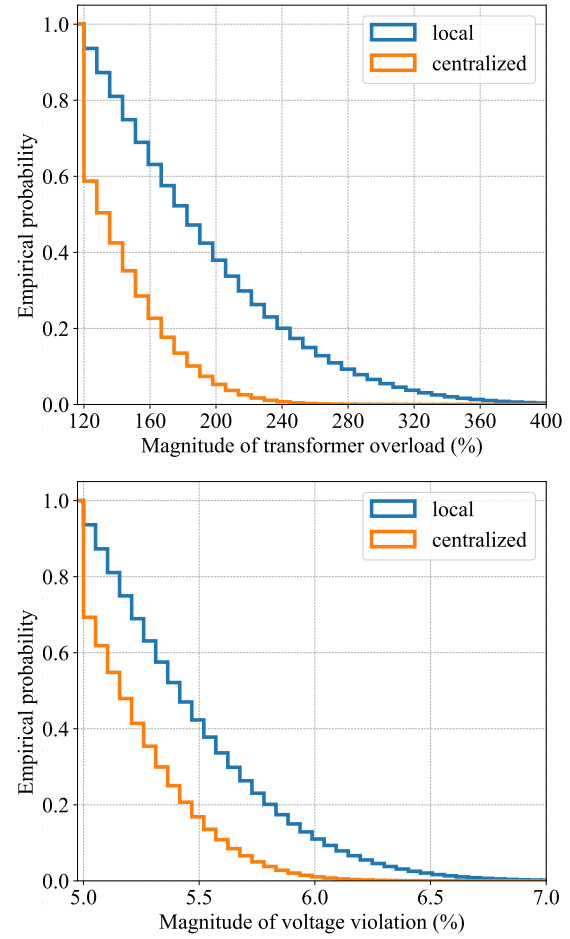 local
centralized
1.0
0.8
0.6
0.4
0.2
0.0
Empirical probability
120 160 200 240 280 320 360 400
Magnitude of transformer overload (%)
local
centralized
1.0
0.8
0.6
0.4
0.2
0.0
Empirical probability
5.0 5.5 6.0 6.5 7.0
Magnitude of voltage violation (%)